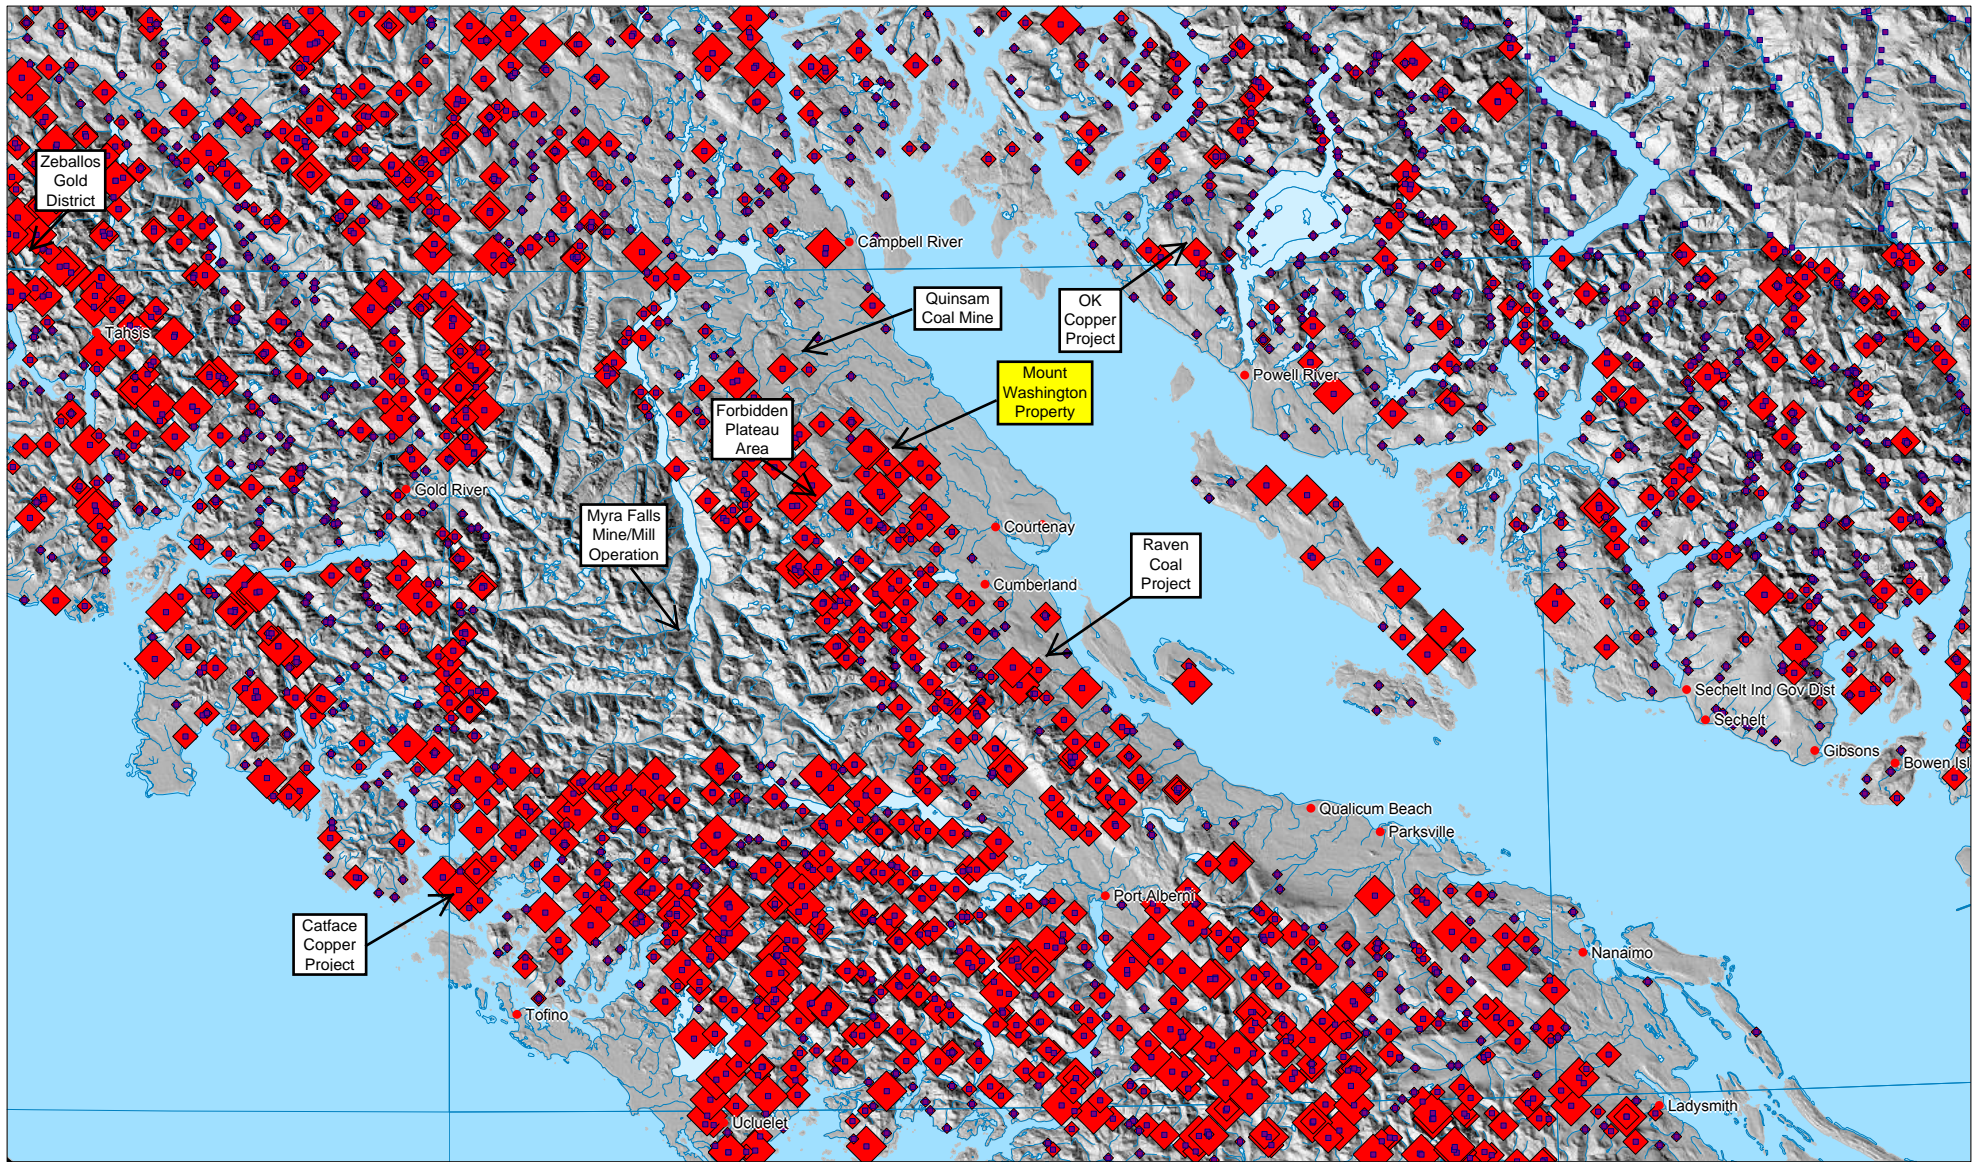 Zeballos
Gold
District
Campbell River
Quinsam
Coal Mine
OK
Copper
Project
Tahsis
Mount
Washington
Property
Powell River
Forbidden
Plateau
Area
Gold River
Myra Falls
Mine/Mill
Operation
Courtenay
Raven
Coal
Project
Cumberland
Sechelt Ind Gov Dist
Sechelt
Gibsons
Bowen Isl
Qualicum Beach
Parksville
Port Alberni
Catface
Copper
Project
Nanaimo
Tofino
Ladysmith
Ucluelet